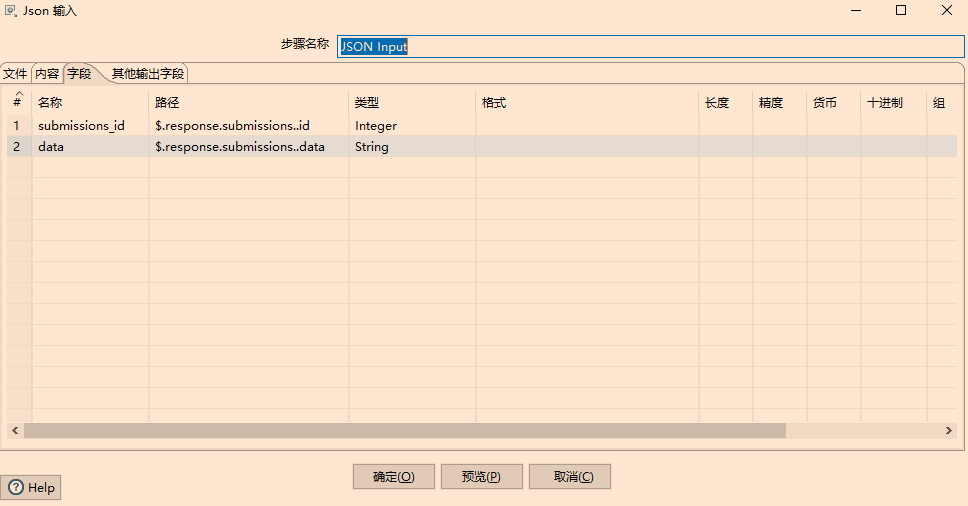 Json 输入
步骤名称 JSON Input
文件 内容 字段 其他输出字段
# 名称 路径 类型 格式 长度 精度 货币 十进制 组
1 submissions_id $.response.submissions..id Integer
2 data $.response.submissions..data String
确定(O) 预览(P) 取消(C)
Help